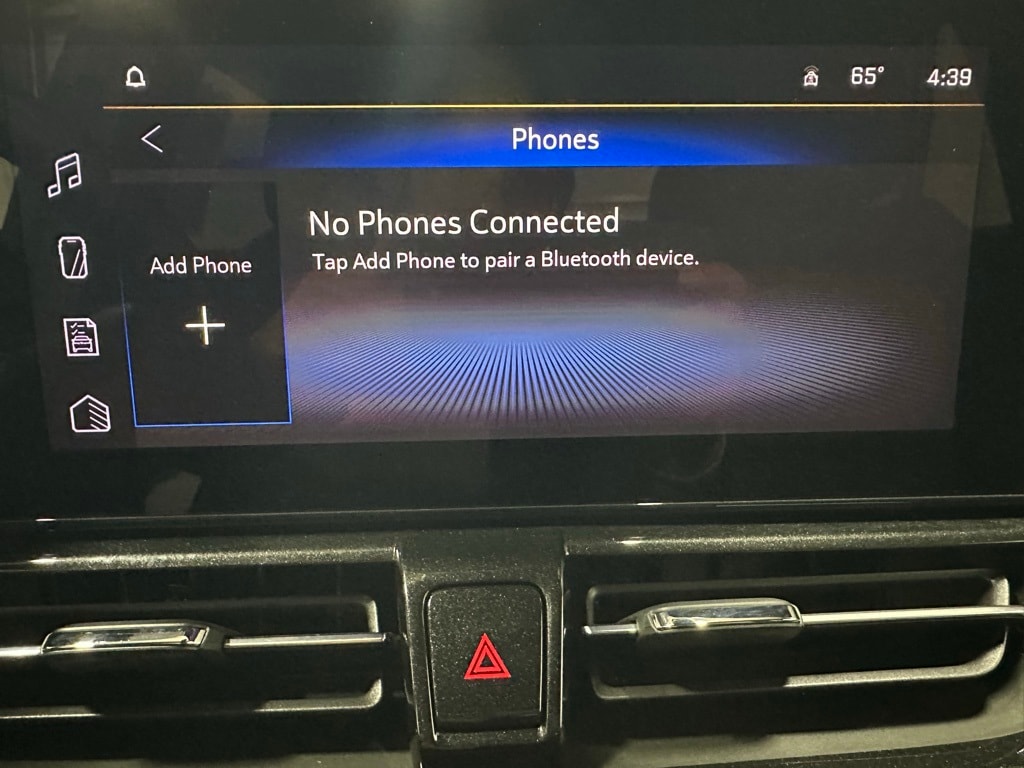 65°
4:39
Phones
No Phones Connected
Tap Add Phone to pair a Bluetooth device.
Add Phone